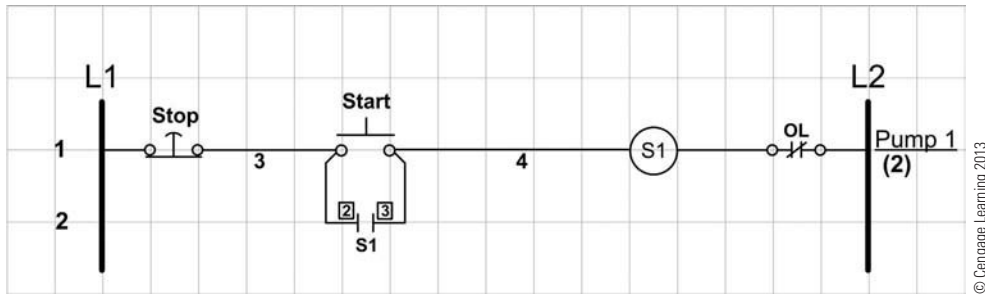 L1
L2
Stop
Start
1
3
4
S1
OL
Pump 1
(2)
2
2
3
S1
© Cengage Learning 2013